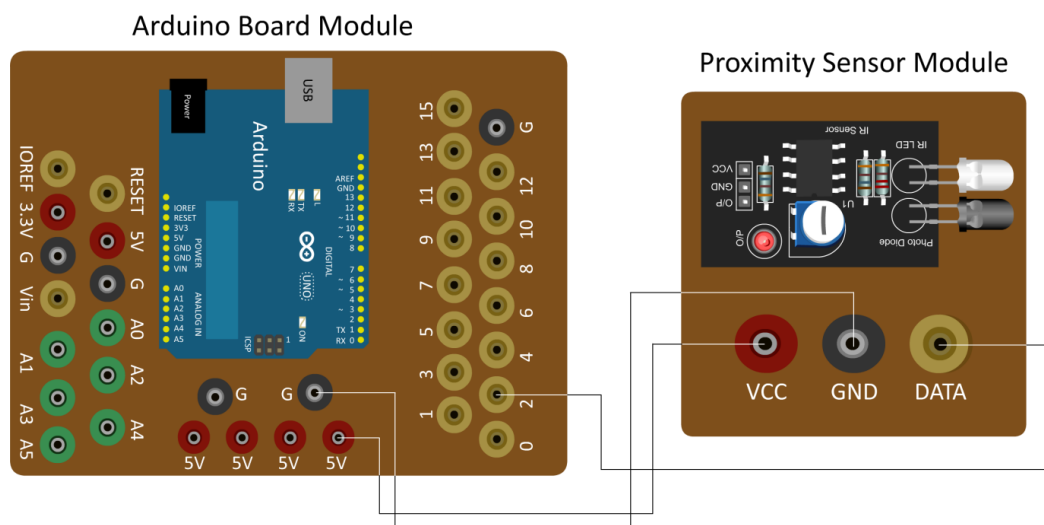 Arduino Board Module
Proximity Sensor Module
Power
USB
Arduino
RX
TX
L
AREF
GND
13
12
~ 11
~ 10
~ 9
8
7
~ 6
~ 5
4
~ 3
2
TX 1
RX 0
DIGITAL
IOREF
RESET
3V3
5V
GND
GND
VIN
POWER
A0
A1
A2
A3
A4
A5
ANALOG IN
UNO
ON
ICSP
1
IOREF
3.3V
G
Vin
A1
A3
A5
RESET
5V
G
A0
A2
A4
G
G
5V
5V
5V
5V
15
13
11
9
7
5
3
1
G
12
10
8
6
4
2
0
IR Sensor
IR LED
VCC
GND
O/P
U1
O/P
Photo Diode
VCC
GND
DATA